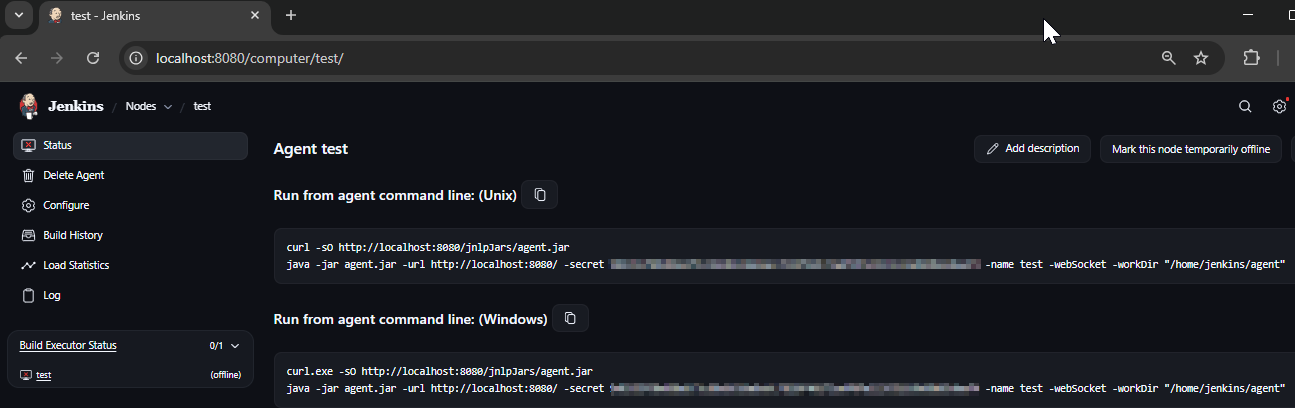 test - Jenkins
localhost:8080/computer/test/
Jenkins / Nodes / test
Status
Delete Agent
Configure
Build History
Load Statistics
Log
Build Executor Status 0/1
test (offline)
Agent test
Add description
Mark this node temporarily offline
Run from agent command line: (Unix)
curl -sO http://localhost:8080/jnlpJars/agent.jar
java -jar agent.jar -url http://localhost:8080/ -secret -name test -webSocket -workDir "/home/jenkins/agent"
Run from agent command line: (Windows)
curl.exe -sO http://localhost:8080/jnlpJars/agent.jar
java -jar agent.jar -url http://localhost:8080/ -secret -name test -webSocket -workDir "/home/jenkins/agent"